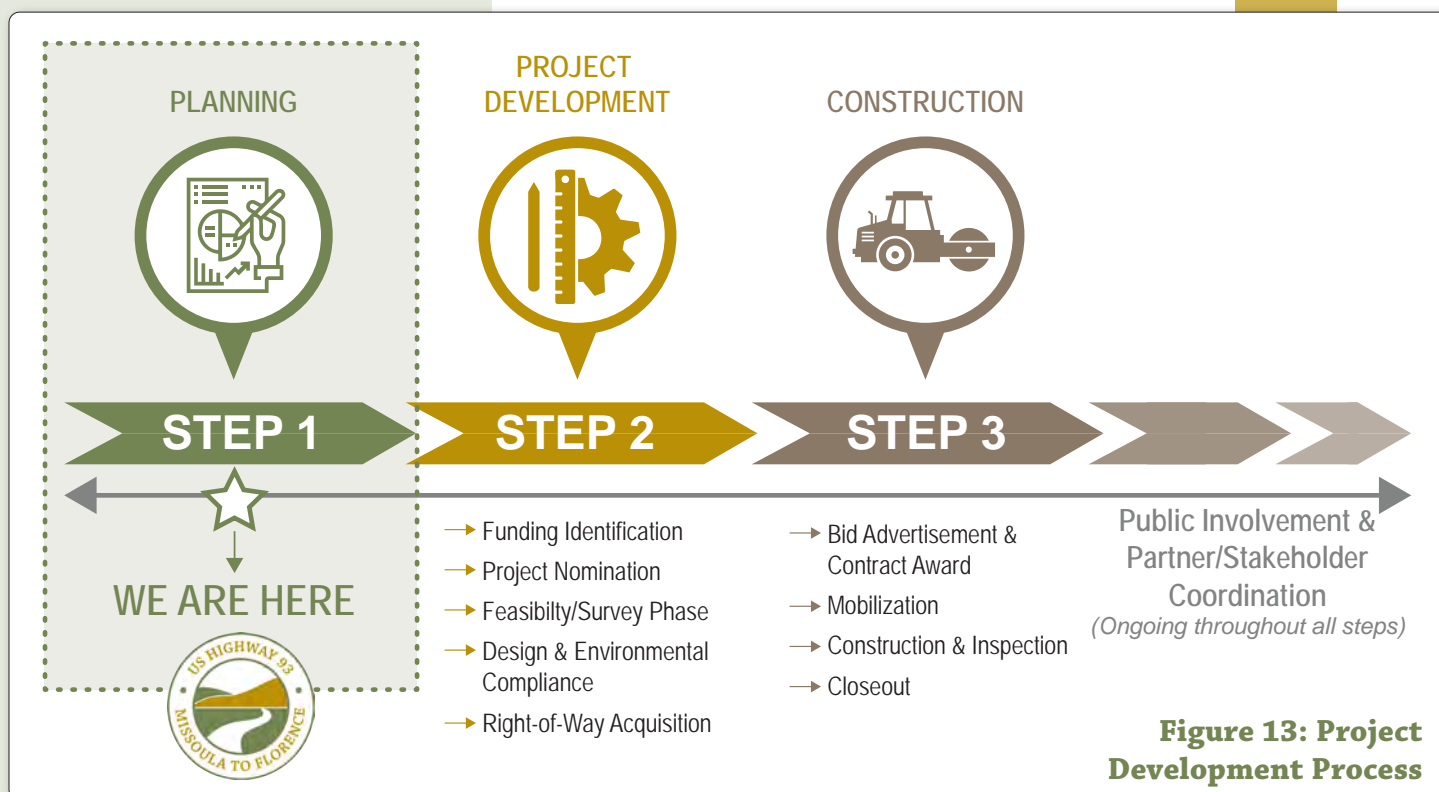 PLANNING
PROJECT
DEVELOPMENT
CONSTRUCTION
STEP 1
STEP 2
STEP 3
WE ARE HERE
US HIGHWAY 93
MISSOULA TO FLORENCE
Funding Identification
Project Nomination
Feasibilty/Survey Phase
Design & Environmental
Compliance
Right-of-Way Acquisition
Bid Advertisement &
Contract Award
Mobilization
Construction & Inspection
Closeout
Public Involvement &
Partner/Stakeholder
Coordination
(Ongoing throughout all steps)
Figure 13: Project
Development Process